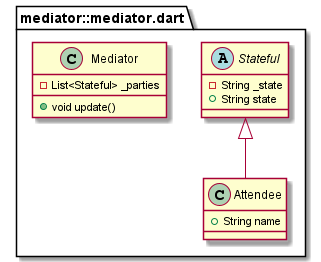 mediator::mediator.dart
C Mediator
List<Stateful> _parties
void update()
A Stateful
String _state
String state
C Attendee
String name